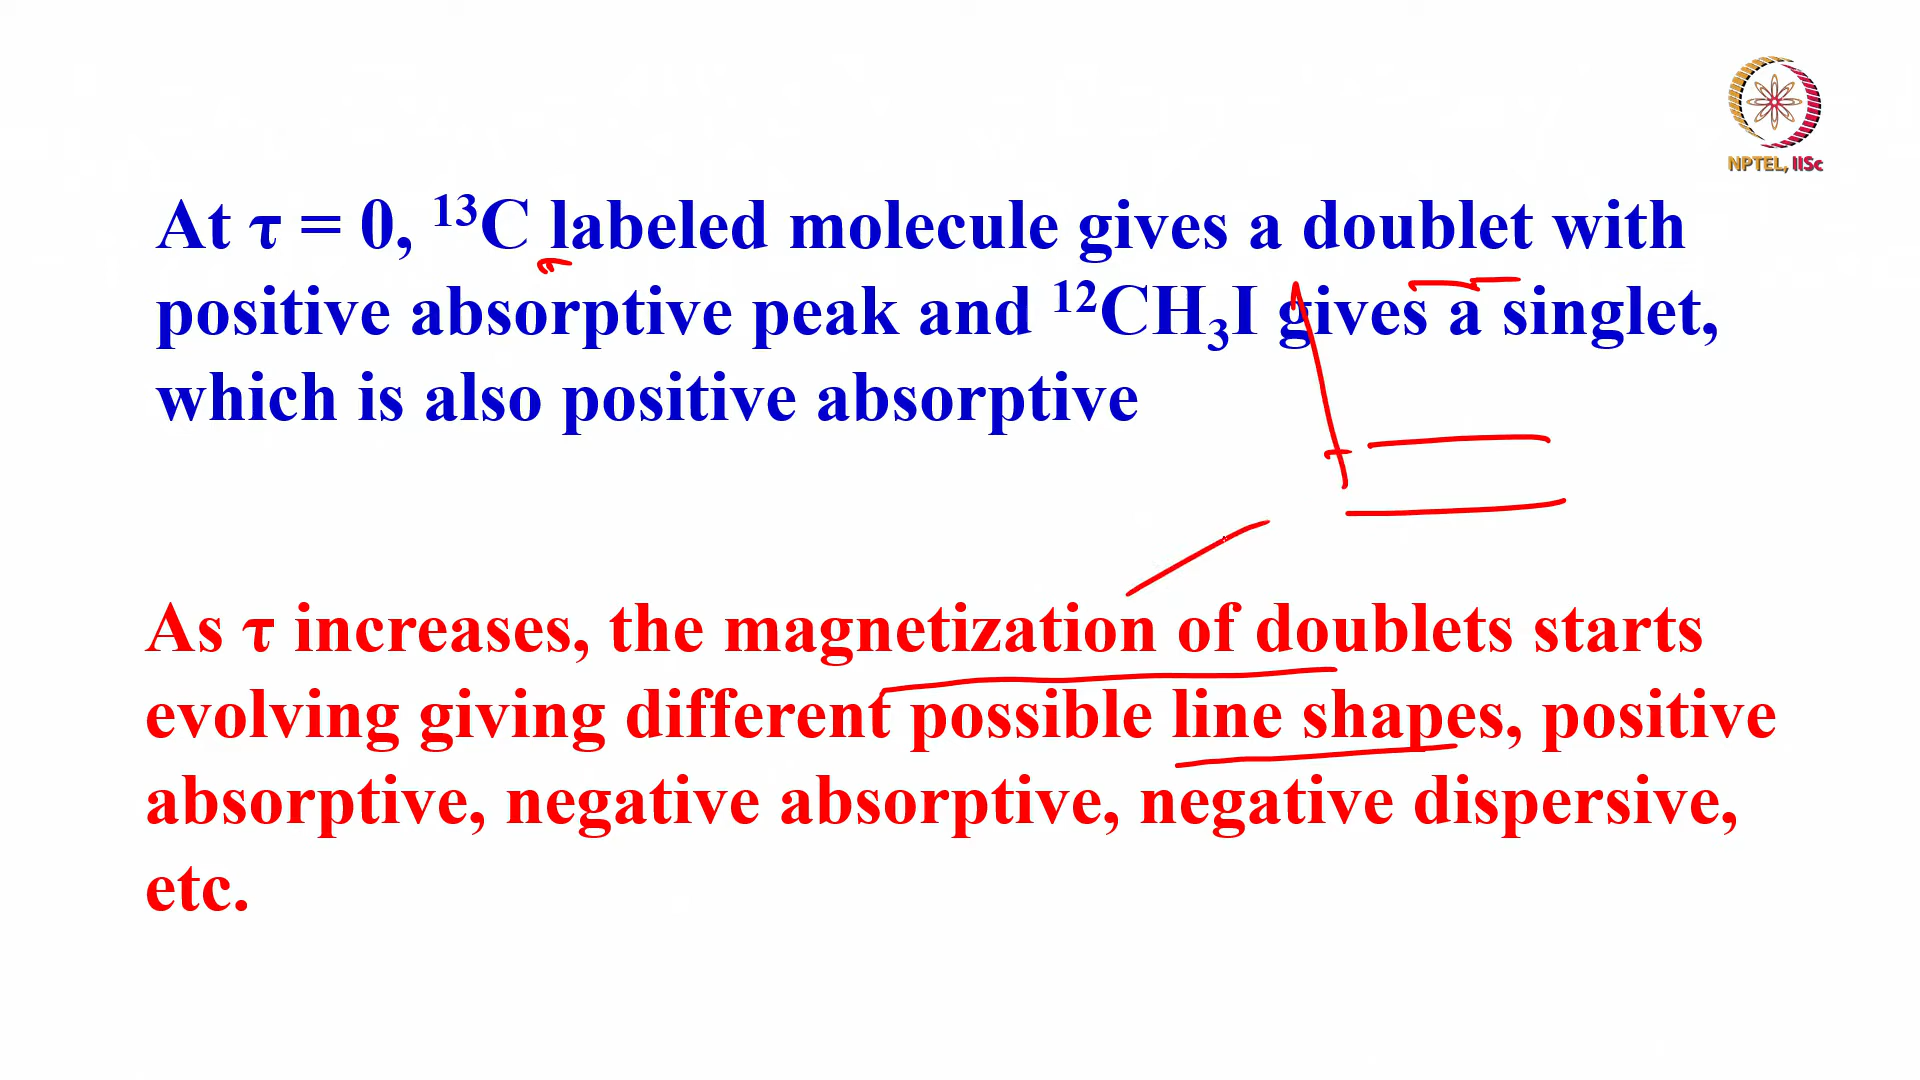 NPTEL, IISc
At τ = 0, ¹³C labeled molecule gives a doublet with
positive absorptive peak and ¹²CH₃I gives a singlet,
which is also positive absorptive
As τ increases, the magnetization of doublets starts
evolving giving different possible line shapes, positive
absorptive, negative absorptive, negative dispersive,
etc.